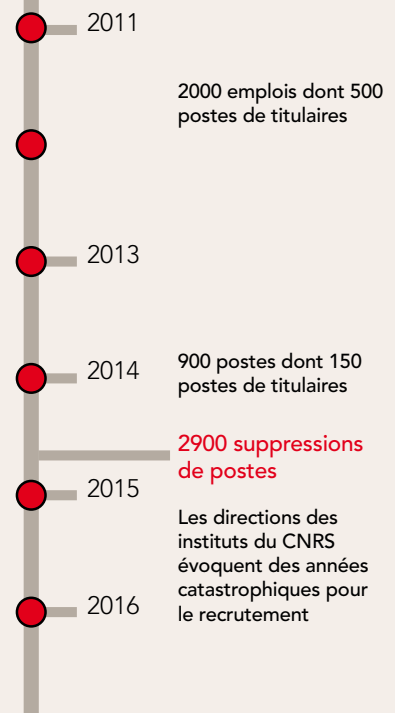 2011
2000 emplois dont 500
postes de titulaires
2013
2014
900 postes dont 150
postes de titulaires
2900 suppressions
de postes
2015
Les directions des
instituts du CNRS
évoquent des années
catastrophiques pour
le recrutement
2016